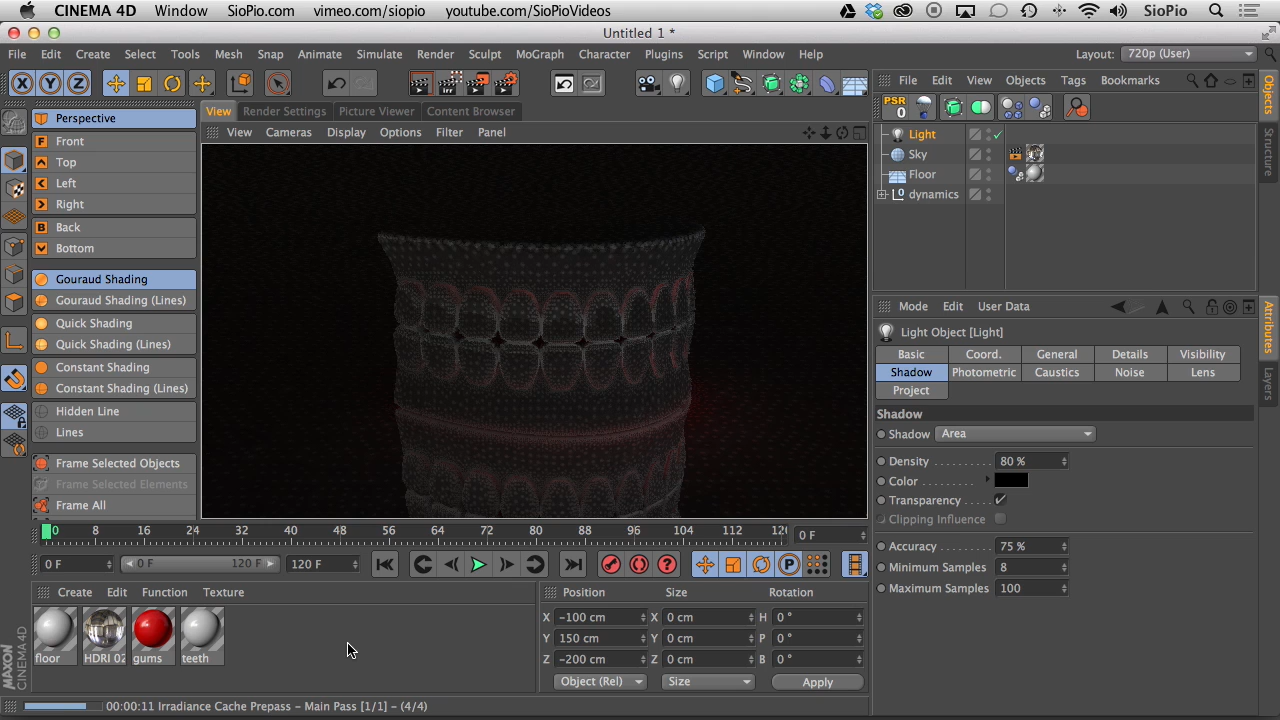 CINEMA 4D Window SioPio.com vimeo.com/siopio youtube.com/SioPioVideos SioPio
Untitled 1 *
File Edit Create Select Tools Mesh Snap Animate Simulate Render Sculpt MoGraph Character Plugins Script Window Help Layout: 720p (User)
X Y Z
File Edit View Objects Tags Bookmarks
PSR
0
View Render Settings Picture Viewer Content Browser
View Cameras Display Options Filter Panel
Perspective
F Front
Top
Left
Right
B Back
Bottom
Gouraud Shading
Gouraud Shading (Lines)
Quick Shading
Quick Shading (Lines)
Constant Shading
Constant Shading (Lines)
Hidden Line
Lines
Frame Selected Objects
Frame Selected Elements
Frame All
Light
Sky
Floor
dynamics
Objects
Structure
Attributes
Layers
Mode Edit User Data
Light Object [Light]
Basic Coord. General Details Visibility
Shadow Photometric Caustics Noise Lens
Project
Shadow
Shadow Area
Density 80 %
Color
Transparency
Clipping Influence
Accuracy 75 %
Minimum Samples 8
Maximum Samples 100
0 8 16 24 32 40 48 56 64 72 80 88 96 104 112 0 F
0 F 0 F 120 F 120 F
P
Create Edit Function Texture
floor HDRI 02 gums teeth
Position Size Rotation
X -100 cm X 0 cm H 0 °
Y 150 cm Y 0 cm P 0 °
Z -200 cm Z 0 cm B 0 °
Object (Rel) Size Apply
MAXON
CINEMA 4D
00:00:11 Irradiance Cache Prepass - Main Pass [1/1] - (4/4)